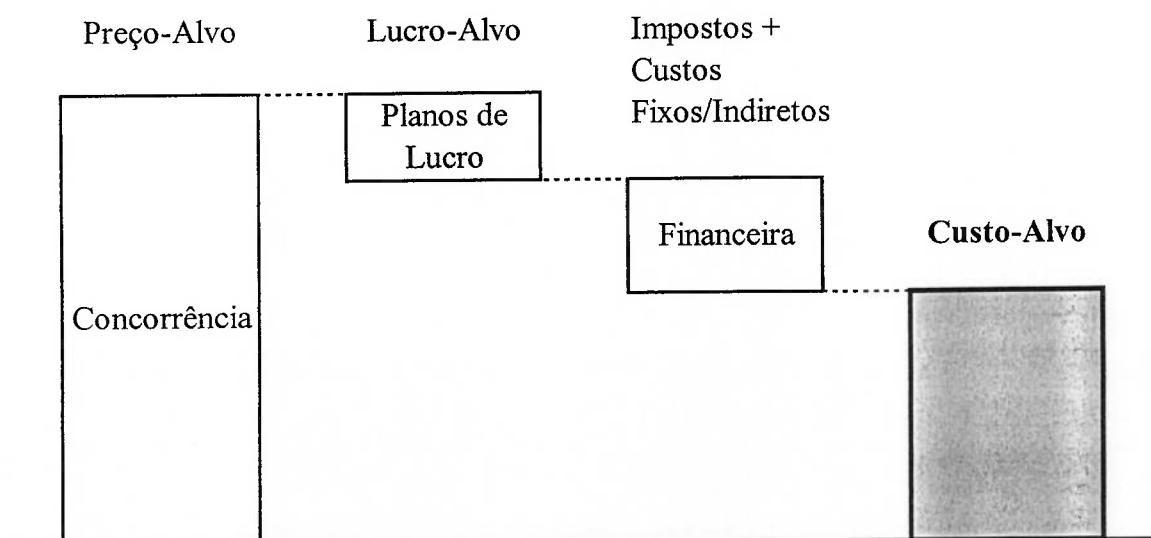 Preço-Alvo
Lucro-Alvo
Impostos +
Custos
Fixos/Indiretos
Planos de
Lucro
Financeira
Custo-Alvo
Concorrência